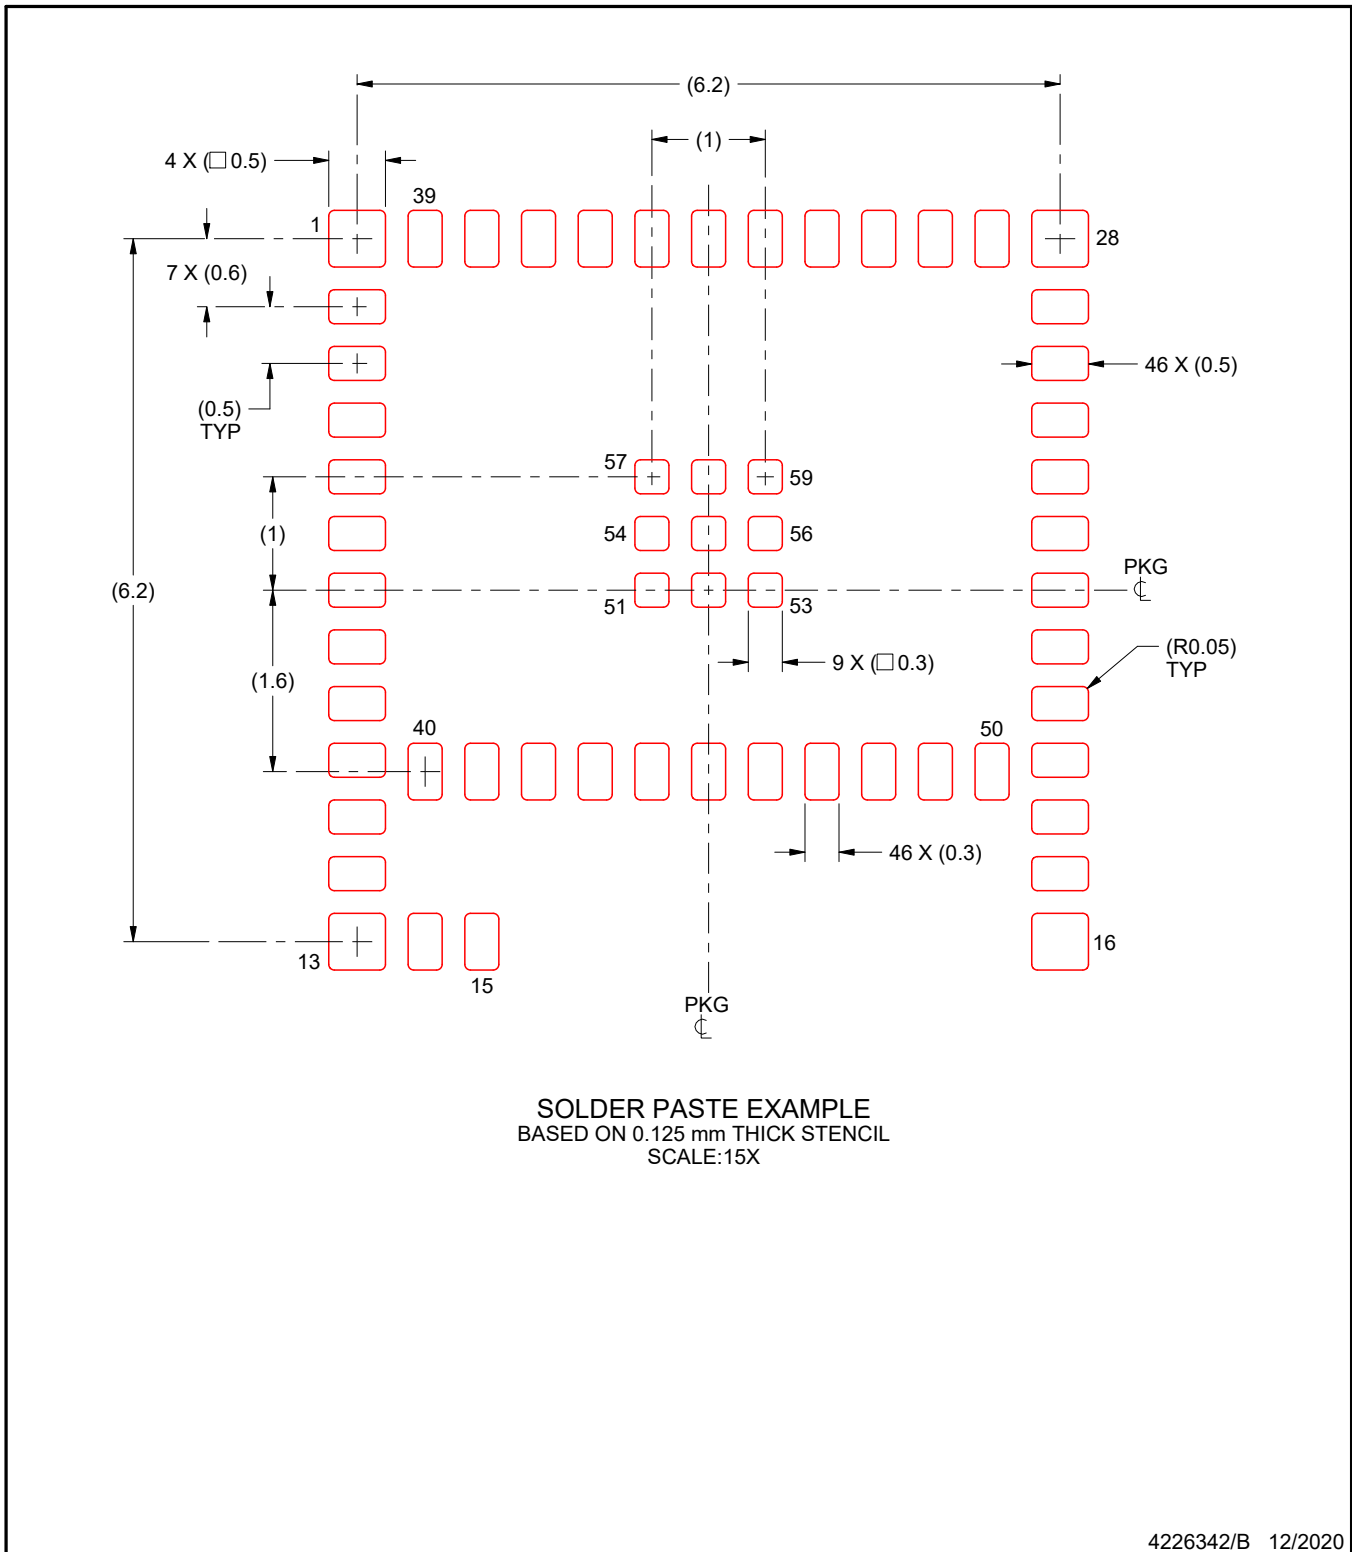 (6.2)
(1)
4 X (□ 0.5)
39
1
28
7 X (0.6)
46 X (0.5)
(0.5)
TYP
57
59
(1)
54
56
PKG
℄
(6.2)
51
53
(R0.05)
TYP
9 X (□ 0.3)
(1.6)
40
50
46 X (0.3)
13
16
15
PKG
℄
SOLDER PASTE EXAMPLE
BASED ON 0.125 mm THICK STENCIL
SCALE:15X
4226342/B 12/2020